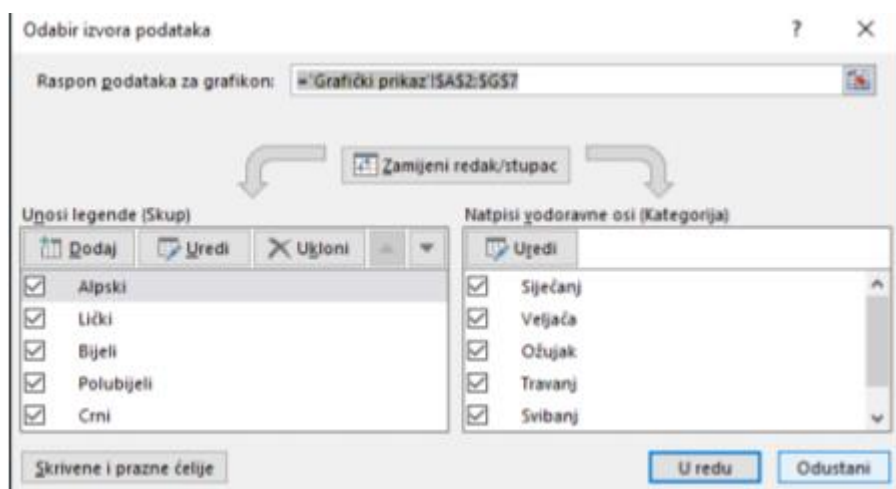 Odabir izvora podataka ? ✕
Raspon podataka za grafikon: ='Grafički prikaz'!$A$2:$G$7
Zamijeni redak/stupac
Unosi legende (Skup) Natpisi vodoravne osi (Kategorija)
Dodaj Uredi Ukloni Uredi
Alpski Siječanj
Lički Veljača
Bijeli Ožujak
Polubijeli Travanj
Crni Svibanj
Skrivene i prazne ćelije U redu Odustani